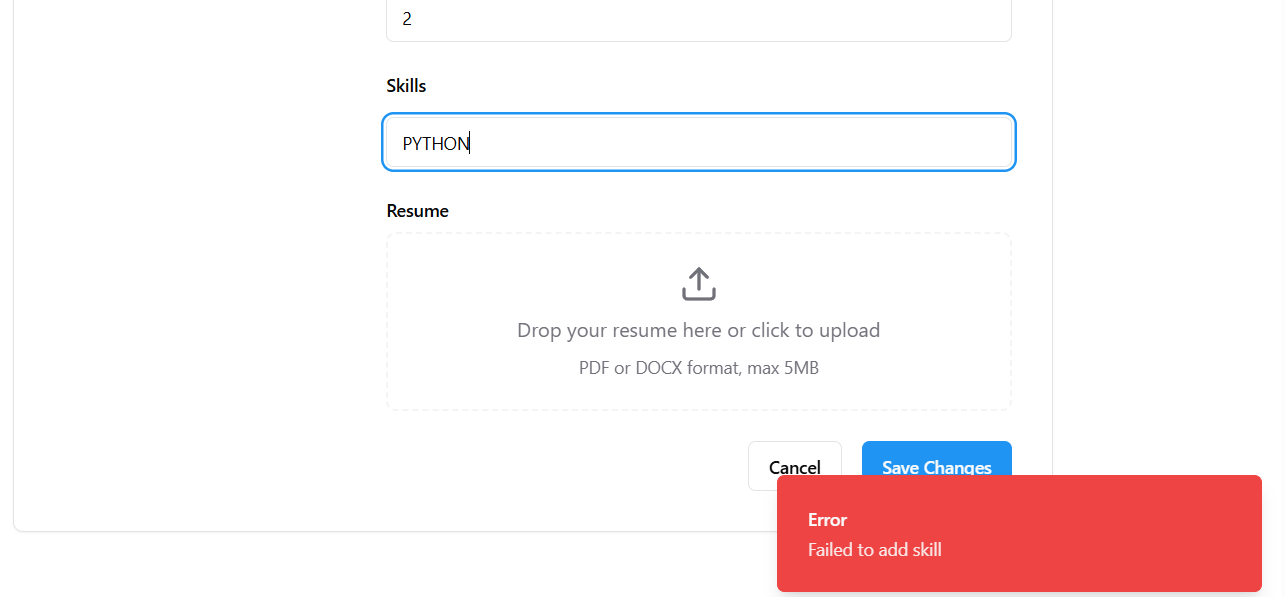 2
Skills
PYTHON
Resume
Drop your resume here or click to upload
PDF or DOCX format, max 5MB
Cancel
Save Changes
Error
Failed to add skill